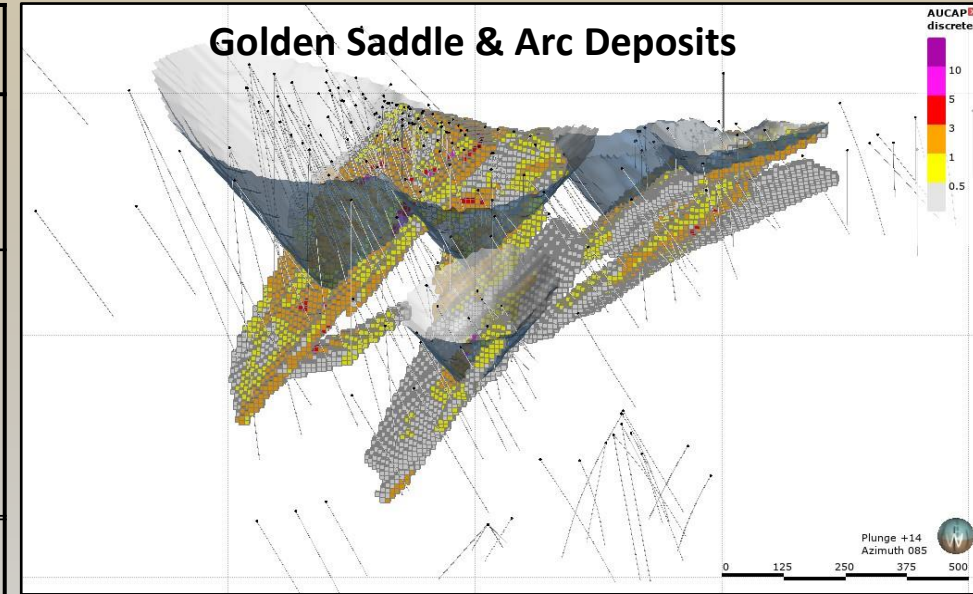 Golden Saddle & Arc Deposits
AUCAP
discrete
10
5
3
1
0.5
Plunge +14
Azimuth 085
0 125 250 375 500